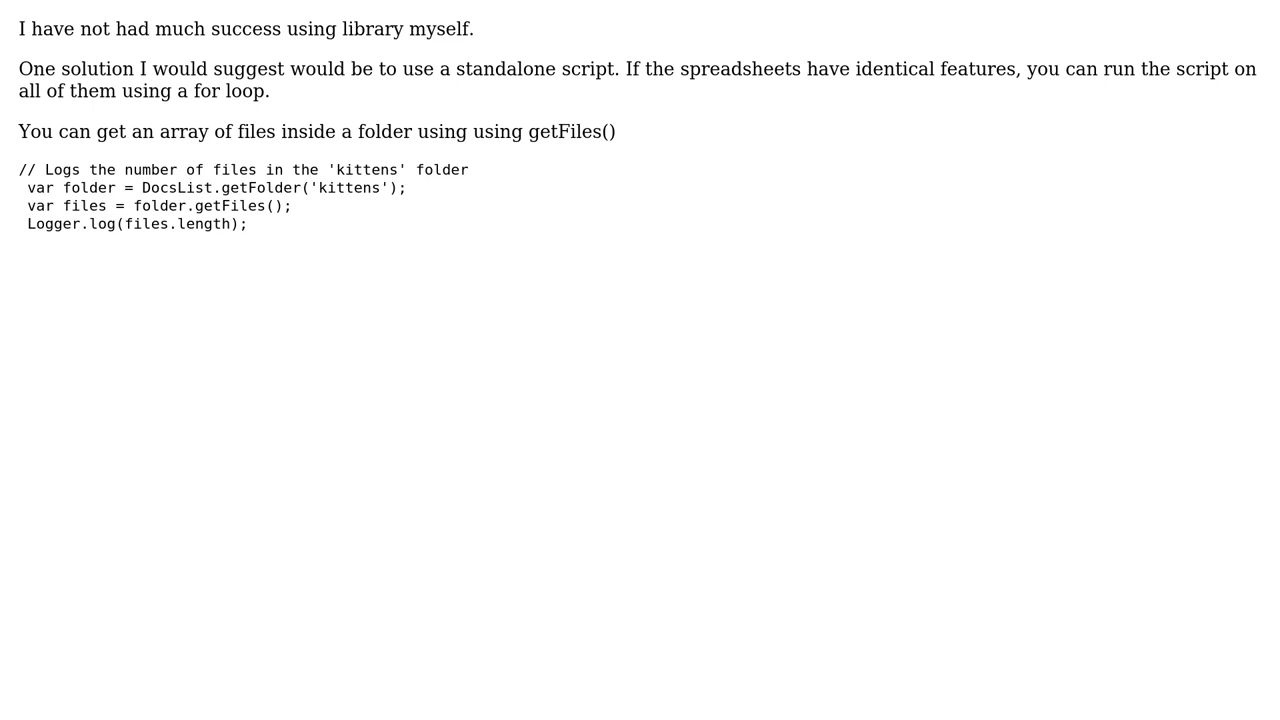 I have not had much success using library myself.
One solution I would suggest would be to use a standalone script. If the spreadsheets have identical features, you can run the script on
all of them using a for loop.
You can get an array of files inside a folder using using getFiles()
// Logs the number of files in the 'kittens' folder
 var folder = DocsList.getFolder('kittens');
 var files = folder.getFiles();
 Logger.log(files.length);